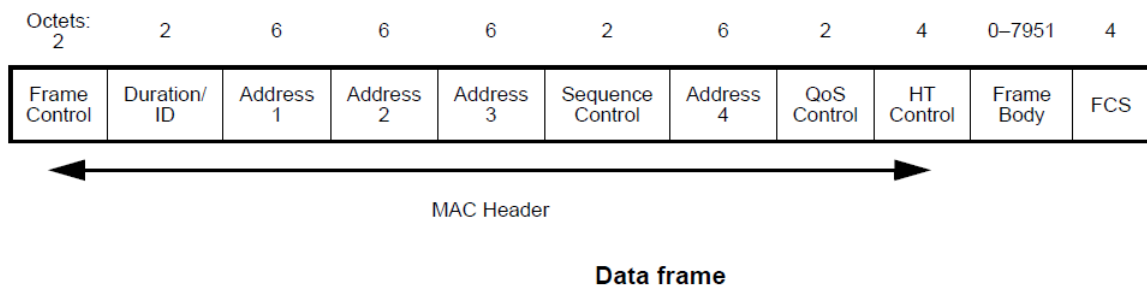 Octets:
2 2 6 6 6 2 6 2 4 0–7951 4
Frame Control Duration/ ID Address 1 Address 2 Address 3 Sequence Control Address 4 QoS Control HT Control Frame Body FCS
MAC Header
Data frame